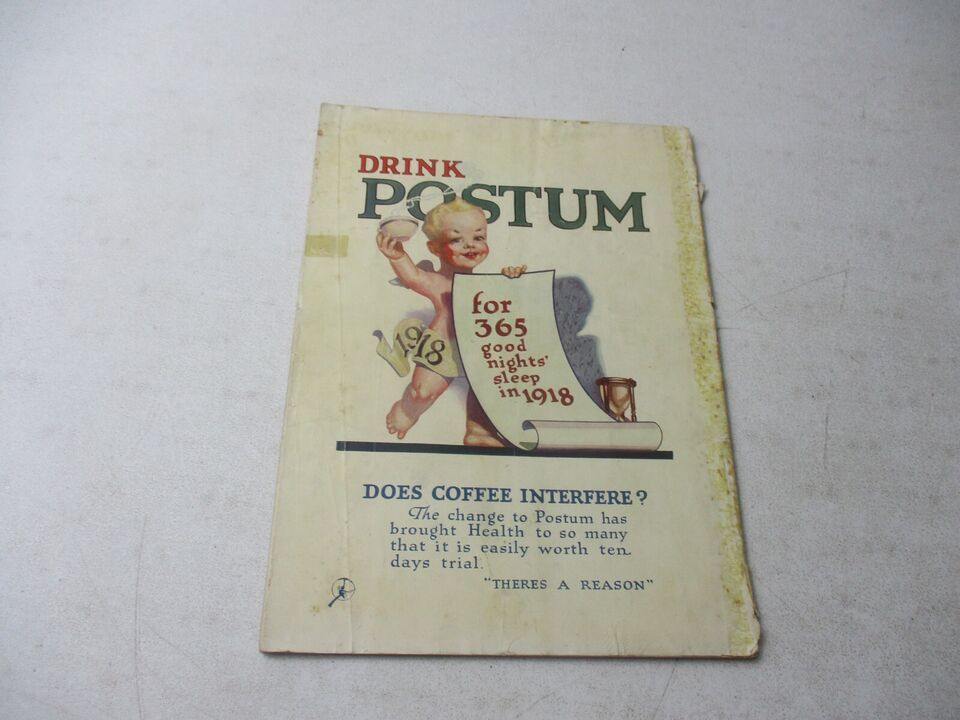 DRINK
POSTUM
1918
for
365
good
nights'
sleep
in 1918
DOES COFFEE INTERFERE?
The change to Postum has
brought Health to so many
that it is easily worth ten
days trial.
"THERES A REASON"